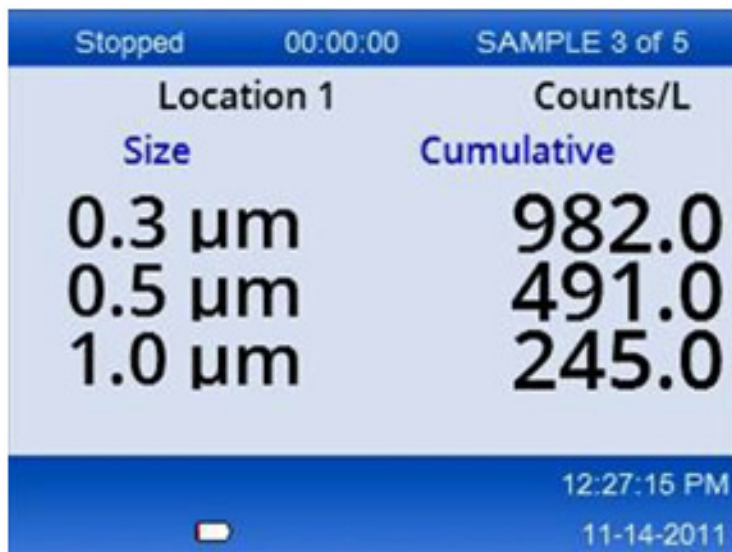 Stopped 00:00:00 SAMPLE 3 of 5
Location 1 Counts/L
Size Cumulative
0.3 µm 982.0
0.5 µm 491.0
1.0 µm 245.0
12:27:15 PM
11-14-2011